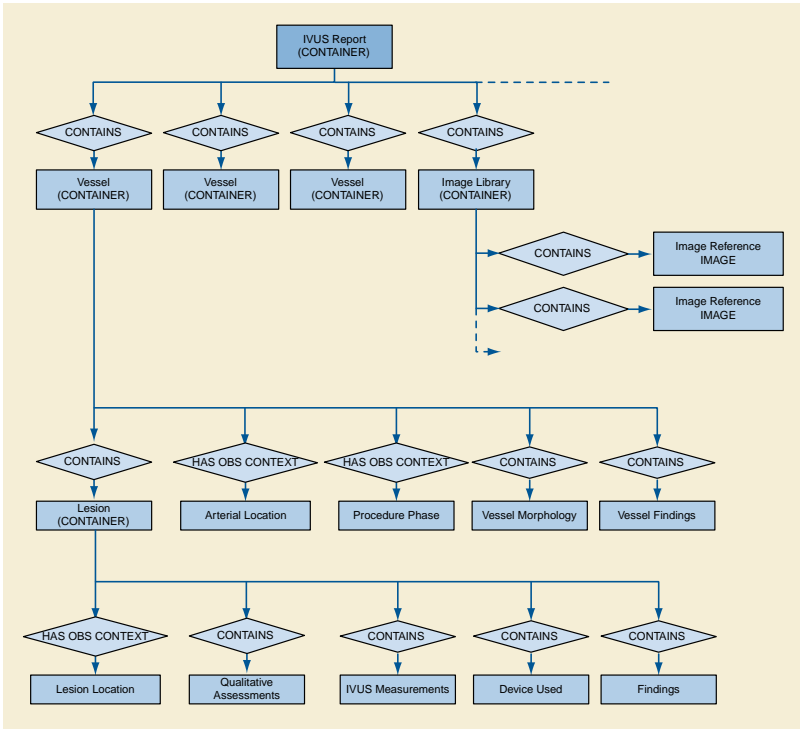 IVUS Report
(CONTAINER)
CONTAINS
CONTAINS
CONTAINS
CONTAINS
Vessel
(CONTAINER)
Vessel
(CONTAINER)
Vessel
(CONTAINER)
Image Library
(CONTAINER)
CONTAINS
Image Reference
IMAGE
CONTAINS
Image Reference
IMAGE
CONTAINS
HAS OBS CONTEXT
HAS OBS CONTEXT
CONTAINS
CONTAINS
Lesion
(CONTAINER)
Arterial Location
Procedure Phase
Vessel Morphology
Vessel Findings
HAS OBS CONTEXT
CONTAINS
CONTAINS
CONTAINS
CONTAINS
Lesion Location
Qualitative
Assessments
IVUS Measurements
Device Used
Findings